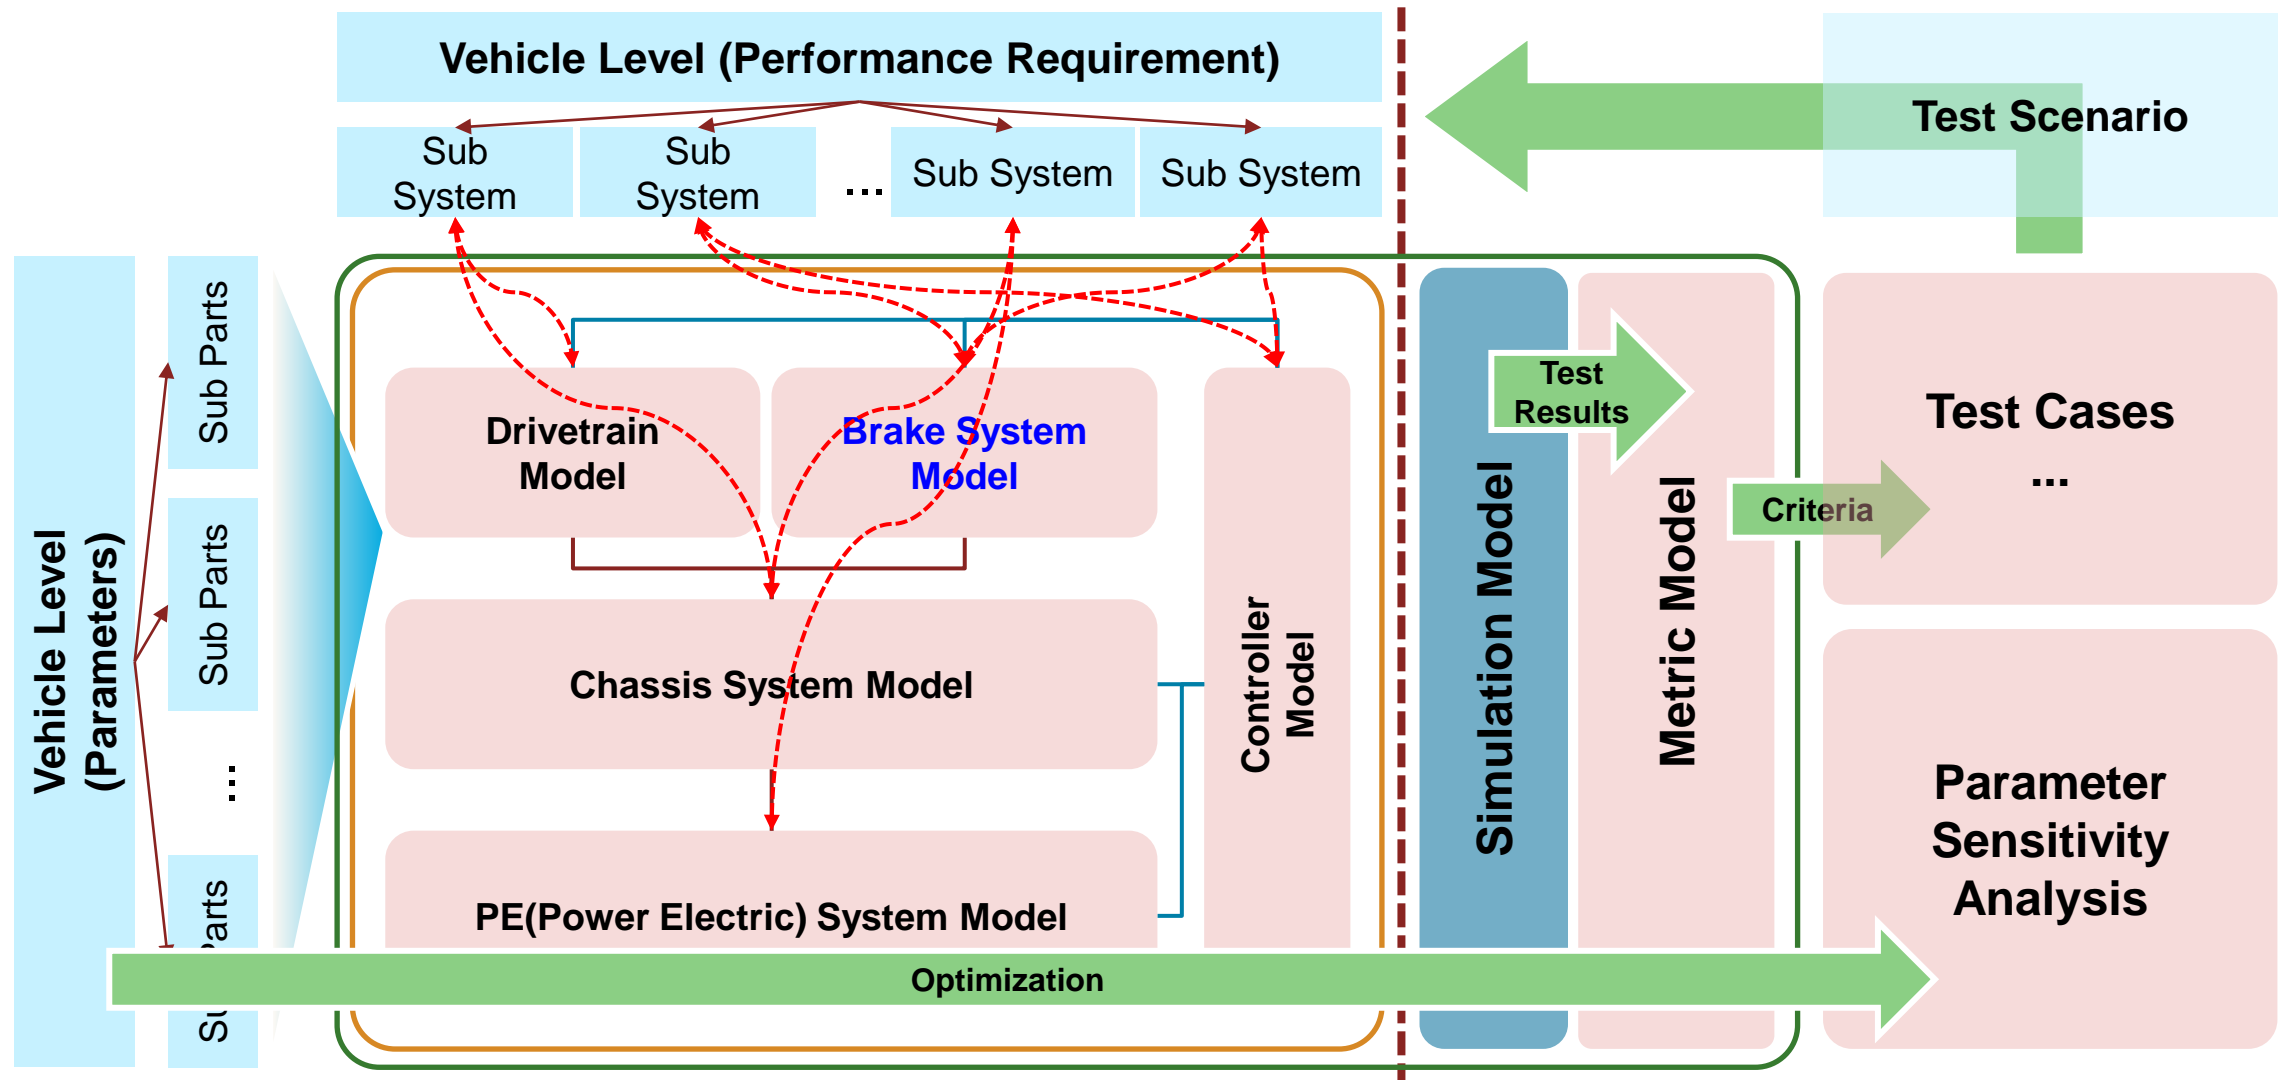 Vehicle Level (Performance Requirement)
Sub
System
Sub
System
...
Sub System
Sub System
Test Scenario
Vehicle Level
(Parameters)
Sub Parts
Sub Parts
...
Su Parts
Drivetrain
Model
Brake System
Model
Chassis System Model
PE(Power Electric) System Model
Controller
Model
Simulation Model
Metric Model
Test
Results
Criteria
Test Cases
...
Parameter
Sensitivity
Analysis
Optimization